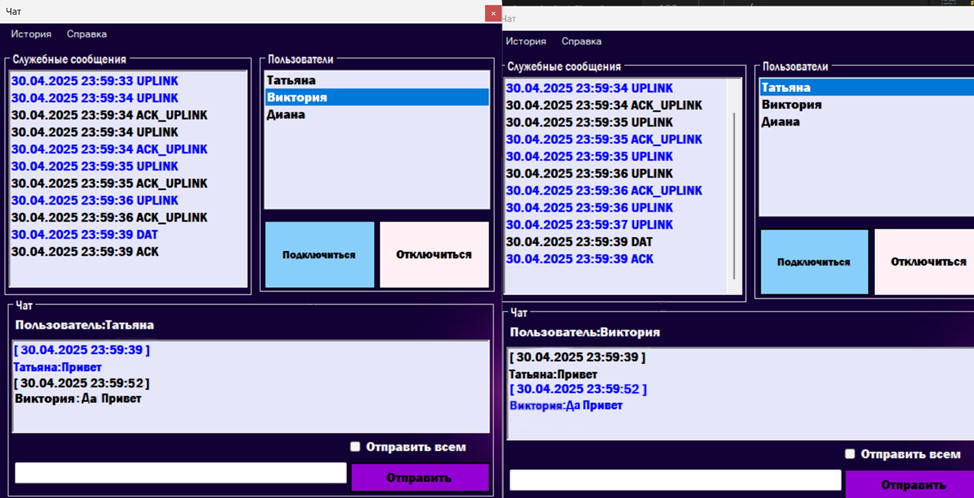 Чат
История Справка
Служебные сообщения
30.04.2025 23:59:33 UPLINK
30.04.2025 23:59:34 UPLINK
30.04.2025 23:59:34 ACK_UPLINK
30.04.2025 23:59:34 UPLINK
30.04.2025 23:59:34 ACK_UPLINK
30.04.2025 23:59:35 UPLINK
30.04.2025 23:59:35 ACK_UPLINK
30.04.2025 23:59:36 UPLINK
30.04.2025 23:59:36 ACK_UPLINK
30.04.2025 23:59:39 DAT
30.04.2025 23:59:39 ACK
Пользователи
Татьяна
Виктория
Диана
Подключиться
Отключиться
Чат
Пользователь:Татьяна
[ 30.04.2025 23:59:39 ]
Татьяна:Привет
[ 30.04.2025 23:59:52 ]
Виктория:Да Привет
Отправить всем
Отправить
Чат
История Справка
Служебные сообщения
30.04.2025 23:59:34 UPLINK
30.04.2025 23:59:34 ACK_UPLINK
30.04.2025 23:59:35 UPLINK
30.04.2025 23:59:35 ACK_UPLINK
30.04.2025 23:59:35 UPLINK
30.04.2025 23:59:36 UPLINK
30.04.2025 23:59:36 ACK_UPLINK
30.04.2025 23:59:36 UPLINK
30.04.2025 23:59:37 UPLINK
30.04.2025 23:59:39 DAT
30.04.2025 23:59:39 ACK
Пользователи
Татьяна
Виктория
Диана
Подключиться
Отключиться
Чат
Пользователь:Виктория
[ 30.04.2025 23:59:39 ]
Татьяна:Привет
[ 30.04.2025 23:59:52 ]
Виктория:Да Привет
Отправить всем
Отправить